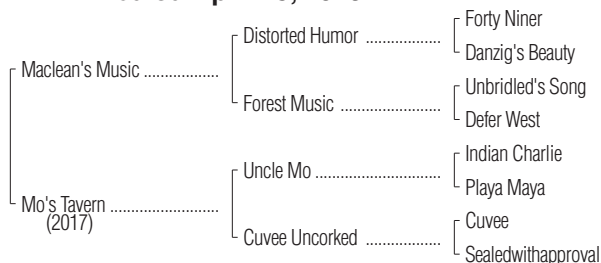 Forty Niner
Distorted Humor ..................
Danzig's Beauty
Maclean's Music ..................
Unbridled's Song
Forest Music ........................
Defer West
Indian Charlie
Uncle Mo ..............................
Playa Maya
Mo's Tavern ..........................
(2017)
Cuvee
Cuvee Uncorked ..................
Sealedwithapproval